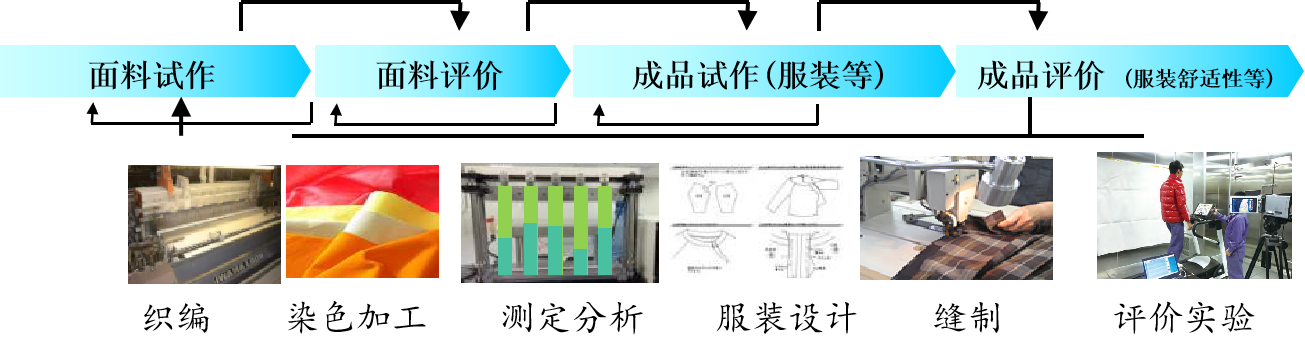 面料试作
面料评价
成品试作(服装等)
成品评价 (服装舒适性等)
织编
染色加工
测定分析
服装设计
缝制
评价实验